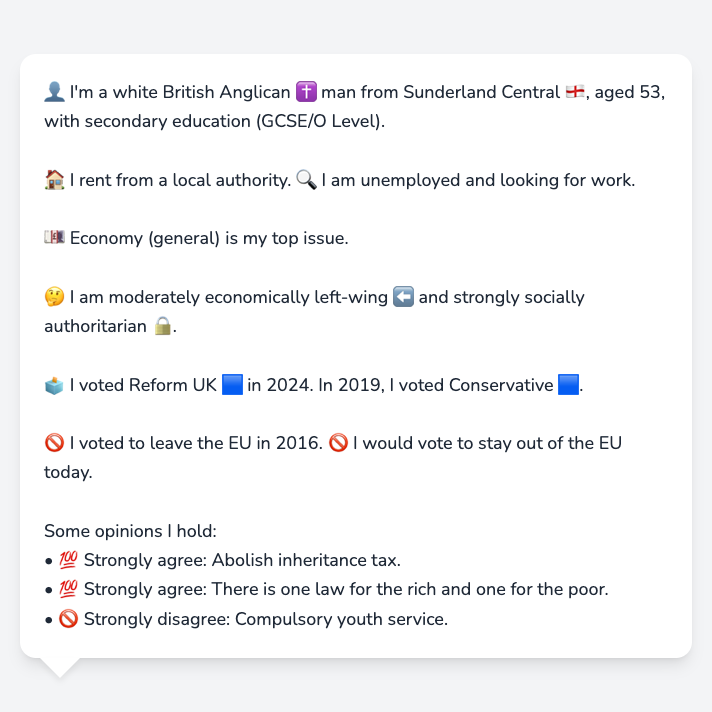 👤 I'm a white British Anglican ✝️ man from Sunderland Central 🏴󠁧󠁢󠁥󠁮󠁧󠁿, aged 53,
with secondary education (GCSE/O Level).
🏠 I rent from a local authority. 🔍 I am unemployed and looking for work.
💷 Economy (general) is my top issue.
🤔 I am moderately economically left-wing ⬅️ and strongly socially
authoritarian 🔒.
🗳️ I voted Reform UK 🟦 in 2024. In 2019, I voted Conservative 🟦.
🚫 I voted to leave the EU in 2016. 🚫 I would vote to stay out of the EU
today.
Some opinions I hold:
• 💯 Strongly agree: Abolish inheritance tax.
• 💯 Strongly agree: There is one law for the rich and one for the poor.
• 🚫 Strongly disagree: Compulsory youth service.